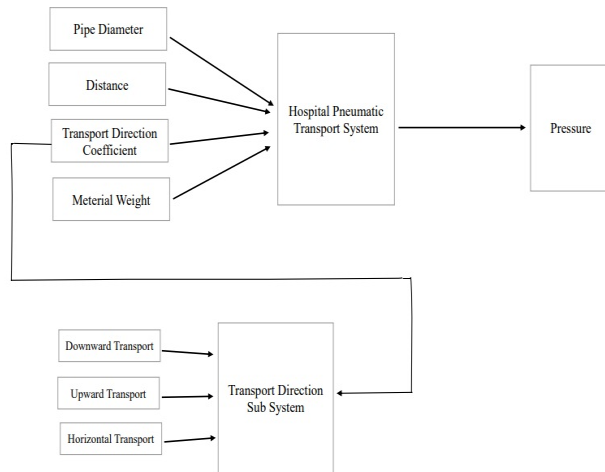 Pipe Diameter
Distance
Transport Direction
Coefficient
Meterial Weight
Hospital Pneumatic
Transport System
Pressure
Downward Transport
Upward Transport
Horizontal Transport
Transport Direction
Sub System